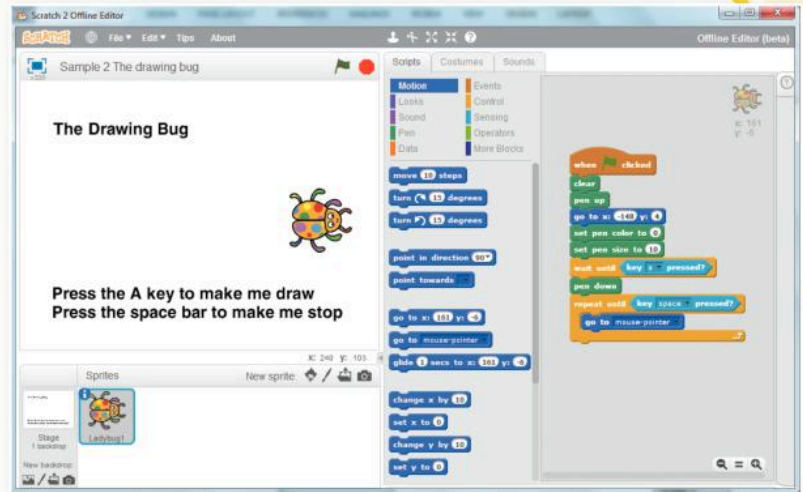 Scratch 2 Offline Editor
SCRATCH File Edit Tips About Offline Editor (beta)
Sample 2 The drawing bug
The Drawing Bug
Press the A key to make me draw
Press the space bar to make me stop
X: 240 y: 103
Sprites New sprite:
Stage
1 backdrop
New backdrop:
Ladybug1
Scripts Costumes Sounds
Motion Events
Looks Control
Sound Sensing
Pen Operators
Data More Blocks
move 10 steps
turn 15 degrees
turn 15 degrees
point in direction 90
point towards
go to x: 161 y: -6
go to mouse-pointer
glide 1 secs to x: 161 y: -6
change x by 10
set x to 0
change y by 10
set y to 0
x: 161
y: -6
when clicked
clear
pen up
go to x: -148 y: 4
set pen color to 0
set pen size to 10
wait until key pressed?
pen down
repeat until key space pressed?
go to mouse-pointer